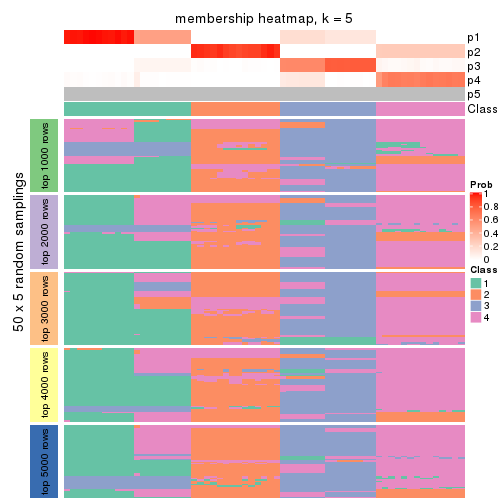 membership heatmap, k = 5
p1
p2
p3
p4
p5
Class
50 x 5 random samplings
top 1000 rows
top 2000 rows
top 3000 rows
top 4000 rows
top 5000 rows
Prob
1
0.8
0.6
0.4
0.2
0
Class
1
2
3
4